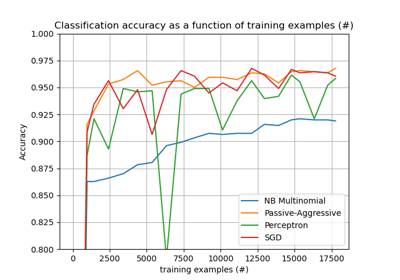 Classification accuracy as a function of training examples (#)
1.000
0.975
0.950
0.925
0.900
0.875
0.850
0.825
0.800
Accuracy
NB Multinomial
Passive-Aggressive
Perceptron
SGD
0 2500 5000 7500 10000 12500 15000 17500
training examples (#)